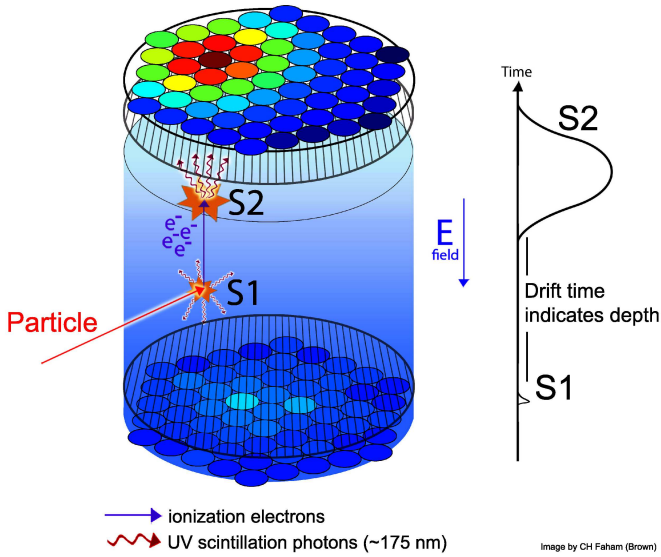 Time
S2
S2
e-
e-e-
e-e-
E
field
Drift time
indicates depth
S1
Particle
S1
ionization electrons
UV scintillation photons (~175 nm)
Image by CH Faham (Brown)